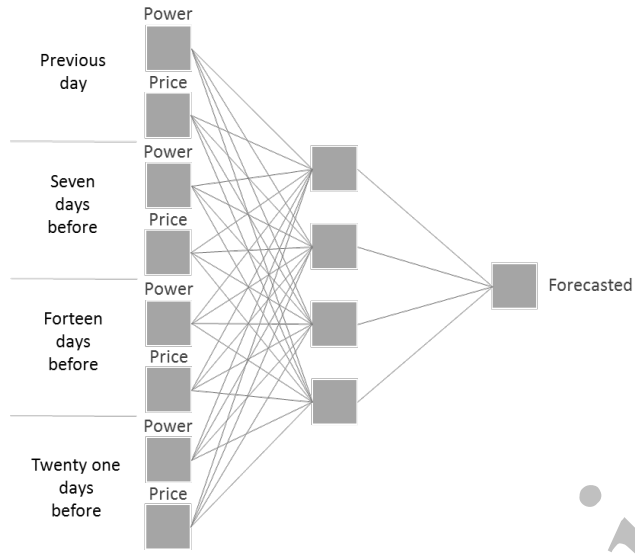 Power
Previous
day
Price
Power
Seven
days
before
Price
Power
Forteen
days
before
Price
Power
Twenty one
days
before
Price
Forecasted